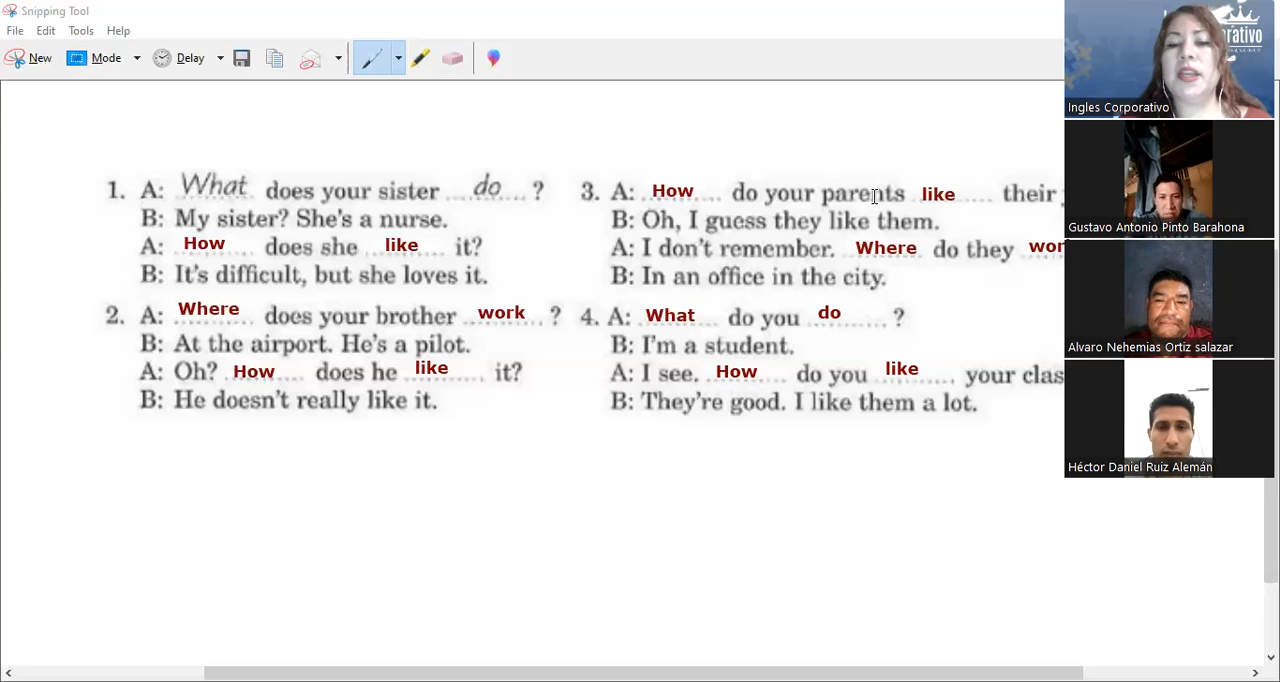 Snipping Tool
File Edit Tools Help
New Mode Delay
1. A: What does your sister do ?
B: My sister? She's a nurse.
A: How does she like it?
B: It's difficult, but she loves it.
2. A: Where does your brother work ?
B: At the airport. He's a pilot.
A: Oh? How does he like it?
B: He doesn't really like it.
3. A: How do your parents like their
B: Oh, I guess they like them.
A: I don't remember. Where do they wor
B: In an office in the city.
4. A: What do you do ?
B: I'm a student.
A: I see. How do you like your clas
B: They're good. I like them a lot.
Ingles Corporativo
Gustavo Antonio Pinto Barahona
Alvaro Nehemias Ortiz salazar
Héctor Daniel Ruiz Alemán